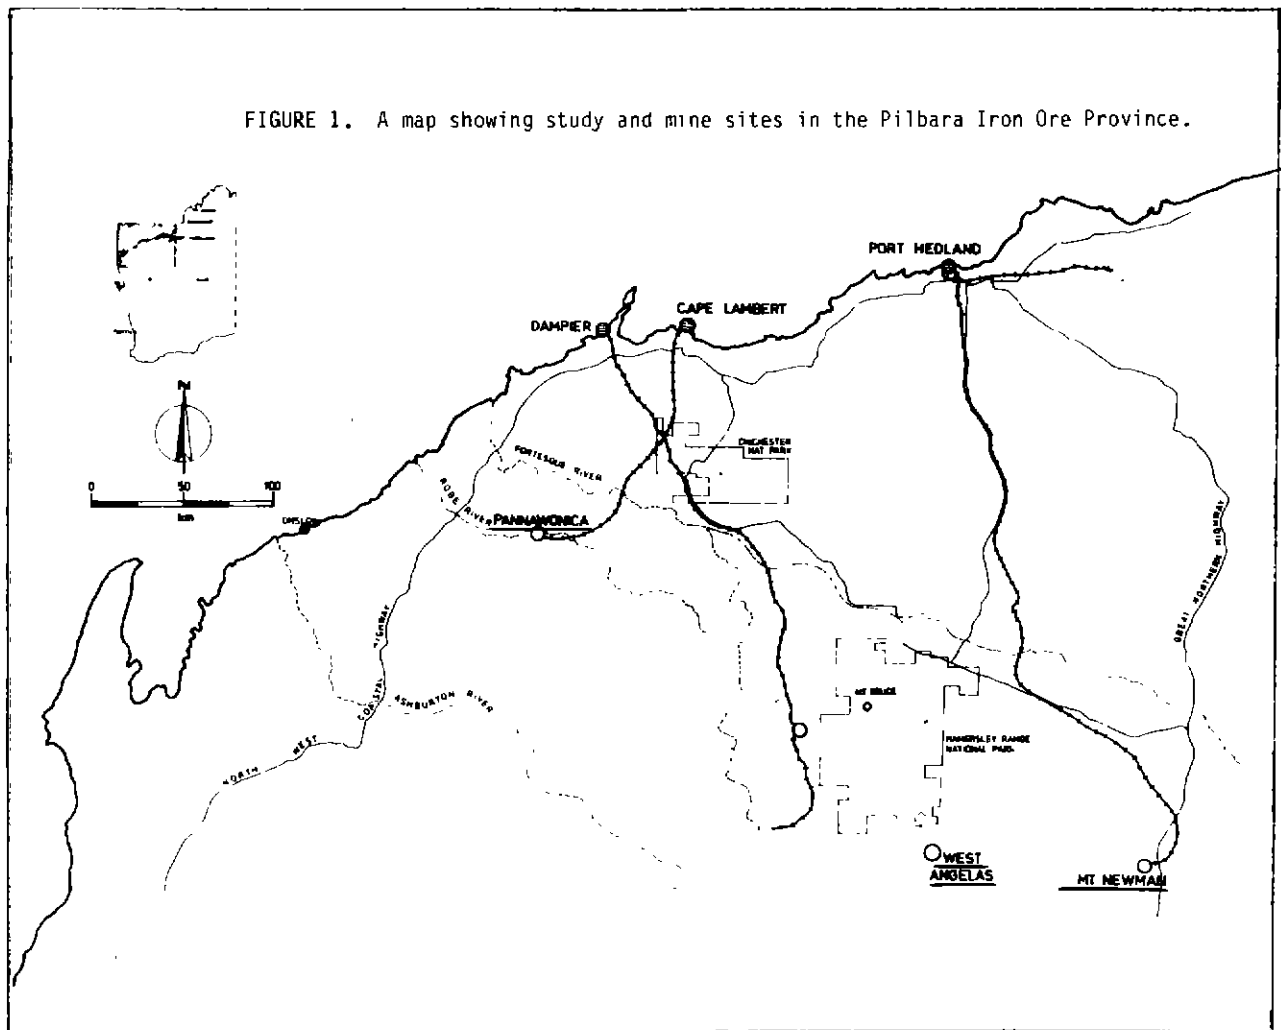 FIGURE 1. A map showing study and mine sites in the Pilbara Iron Ore Province.
PORT HEDLAND
CAPE LAMBERT
DAMPIER
CHICHESTER
NAT PARK
FORTESQUE RIVER
ROBE RIVER
PANNAWONICA
0 50 100
km
ONSLOW
GREAT NORTHERN HIGHWAY
NORTH WEST COASTAL HIGHWAY
ASHBURTON RIVER
MT BRUCE
HAMERSLEY RANGE
NATIONAL PARK
WEST
ANGELAS
MT NEWMAN